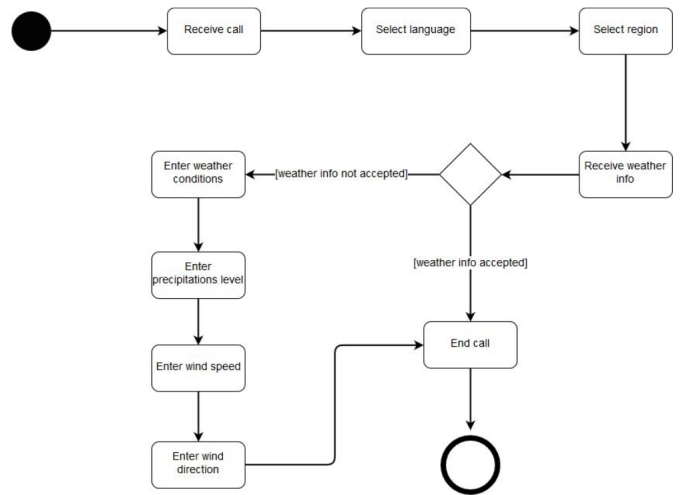 Receive call
Select language
Select region
Receive weather
info
[weather info not accepted]
Enter weather
conditions
[weather info accepted]
Enter
precipitations level
Enter wind speed
Enter wind
direction
End call